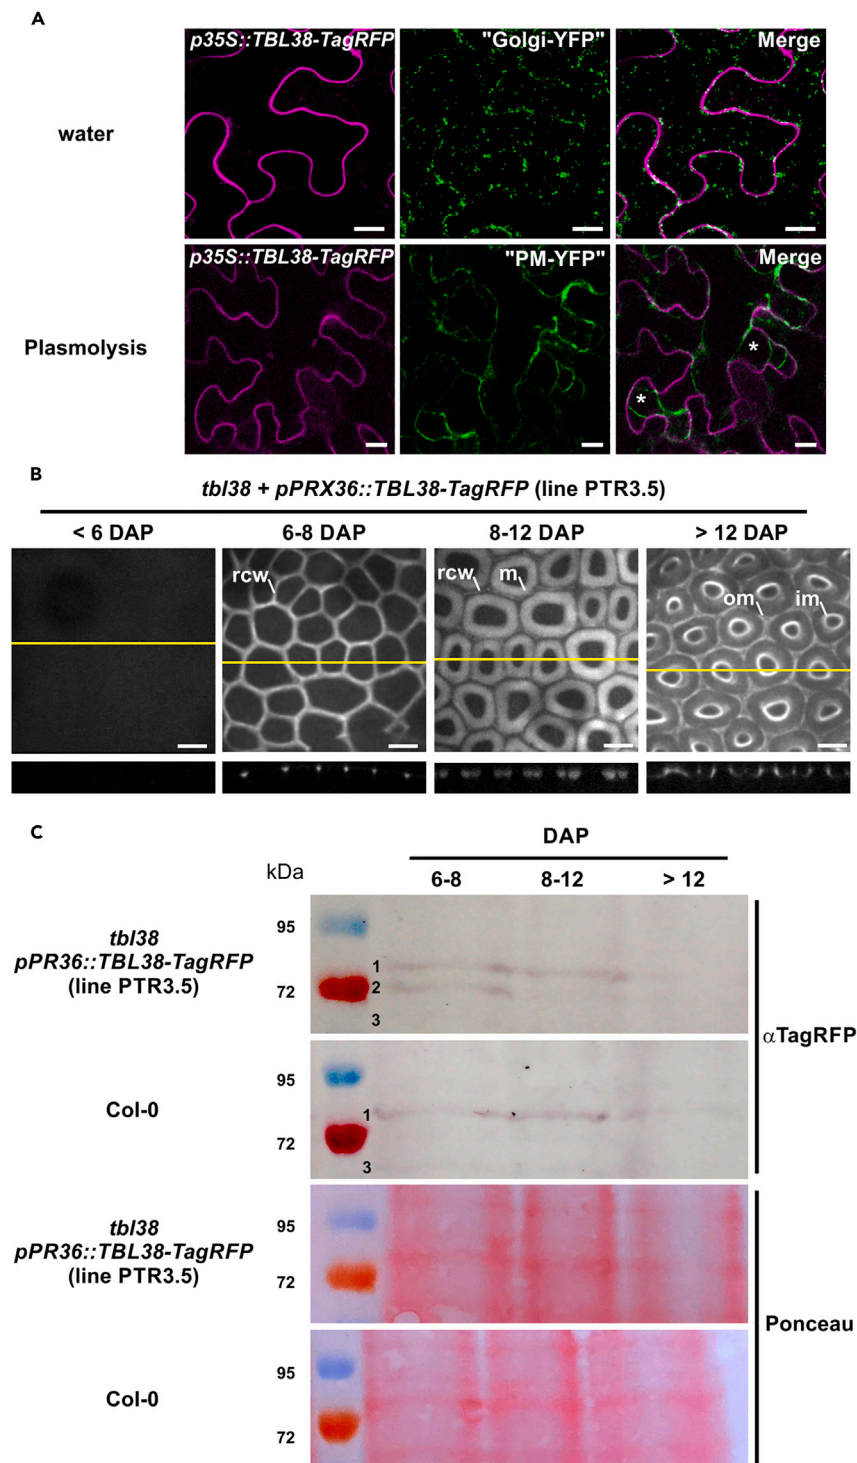 A
p35S::TBL38-TagRFP "Golgi-YFP" Merge
water
p35S::TBL38-TagRFP "PM-YFP" Merge
Plasmolysis
* *
B
tbl38 + pPRX36::TBL38-TagRFP (line PTR3.5)
< 6 DAP 6-8 DAP 8-12 DAP > 12 DAP
rcw rcw m om im
C
DAP
kDa 6-8 8-12 > 12
95
tbl38
pPR36::TBL38-TagRFP
(line PTR3.5)
72
1
2
3
αTagRFP
95
Col-0
72
1
3
tbl38
pPR36::TBL38-TagRFP
(line PTR3.5)
95
72
Ponceau
95
Col-0
72